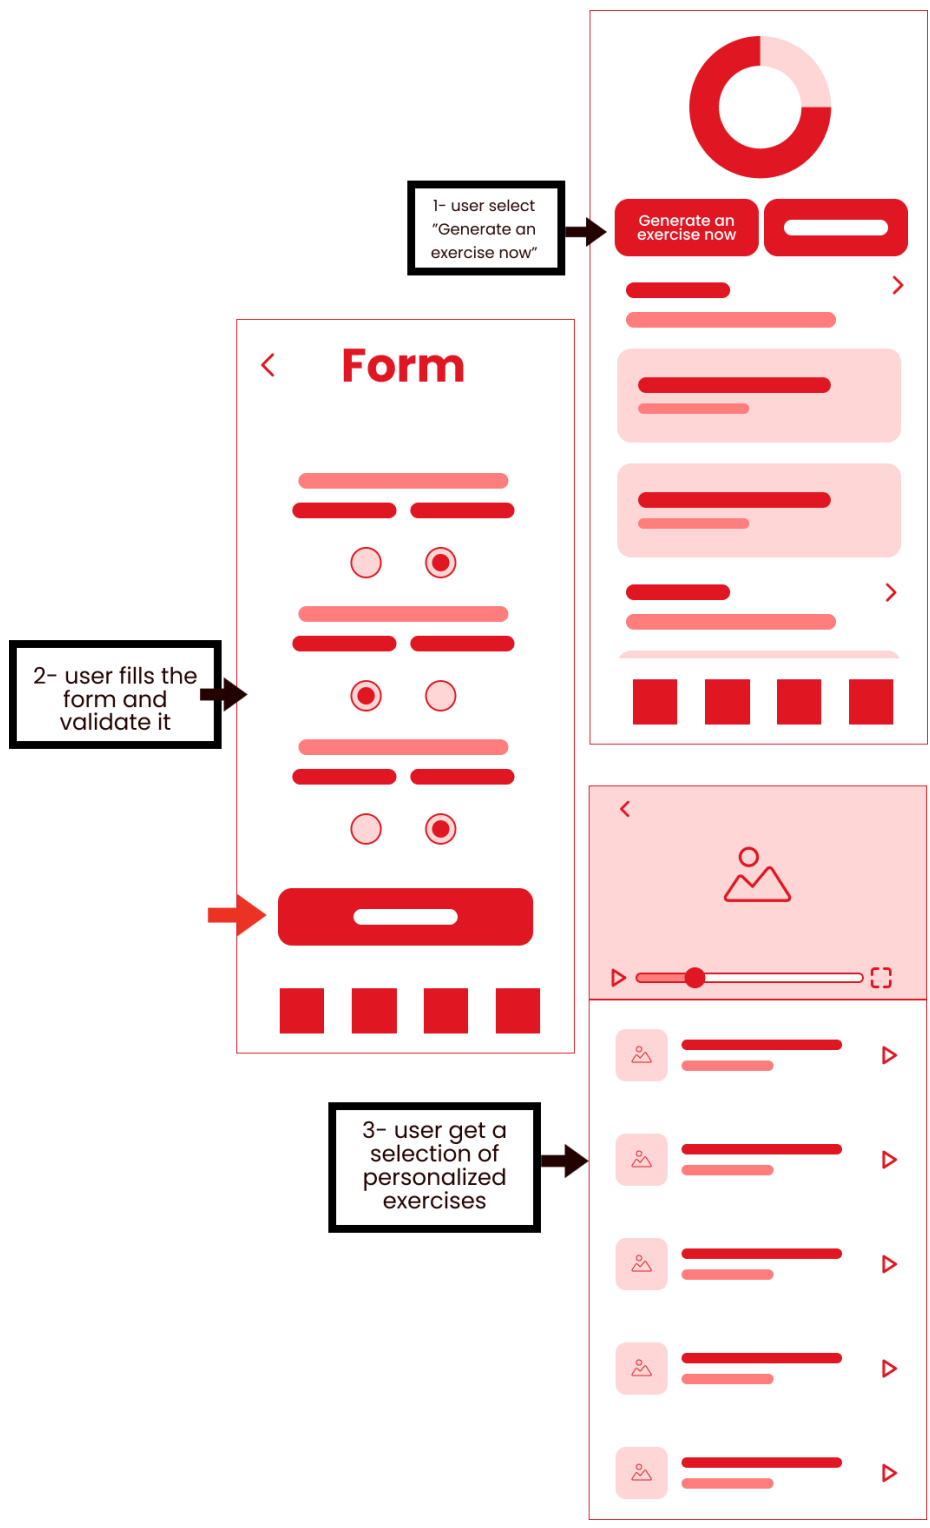 1- user select
”Generate an
exercise now”
Generate an
exercise now
Form
2- user fills the
form and
validate it
3- user get a
selection of
personalized
exercises